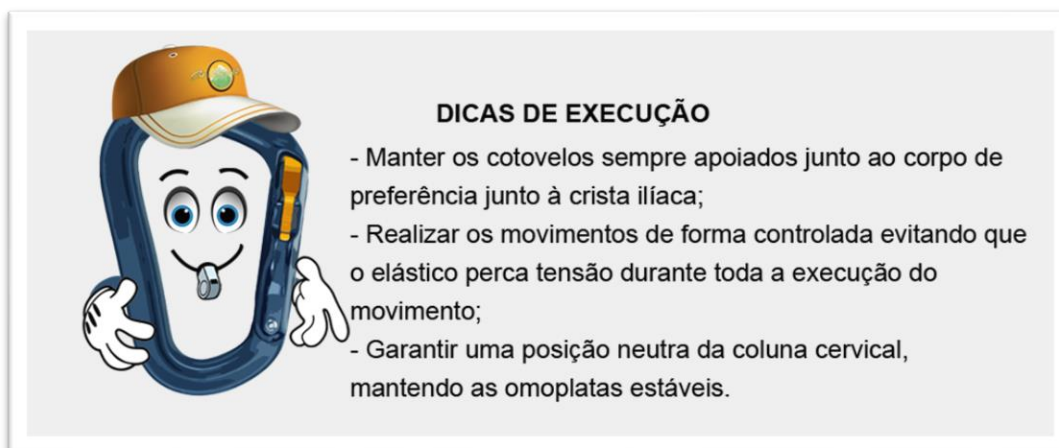 DICAS DE EXECUÇÃO
- Manter os cotovelos sempre apoiados junto ao corpo de
preferência junto à crista ilíaca;
- Realizar os movimentos de forma controlada evitando que
o elástico perca tensão durante toda a execução do
movimento;
- Garantir uma posição neutra da coluna cervical,
mantendo as omoplatas estáveis.